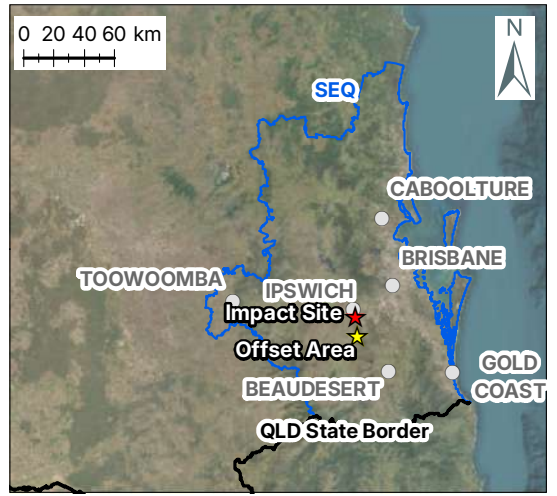 0 20 40 60 km
N
SEQ
CABOOLTURE
BRISBANE
TOOWOOMBA
IPSWICH
Impact Site
Offset Area
GOLD
COAST
BEAUDESERT
QLD State Border